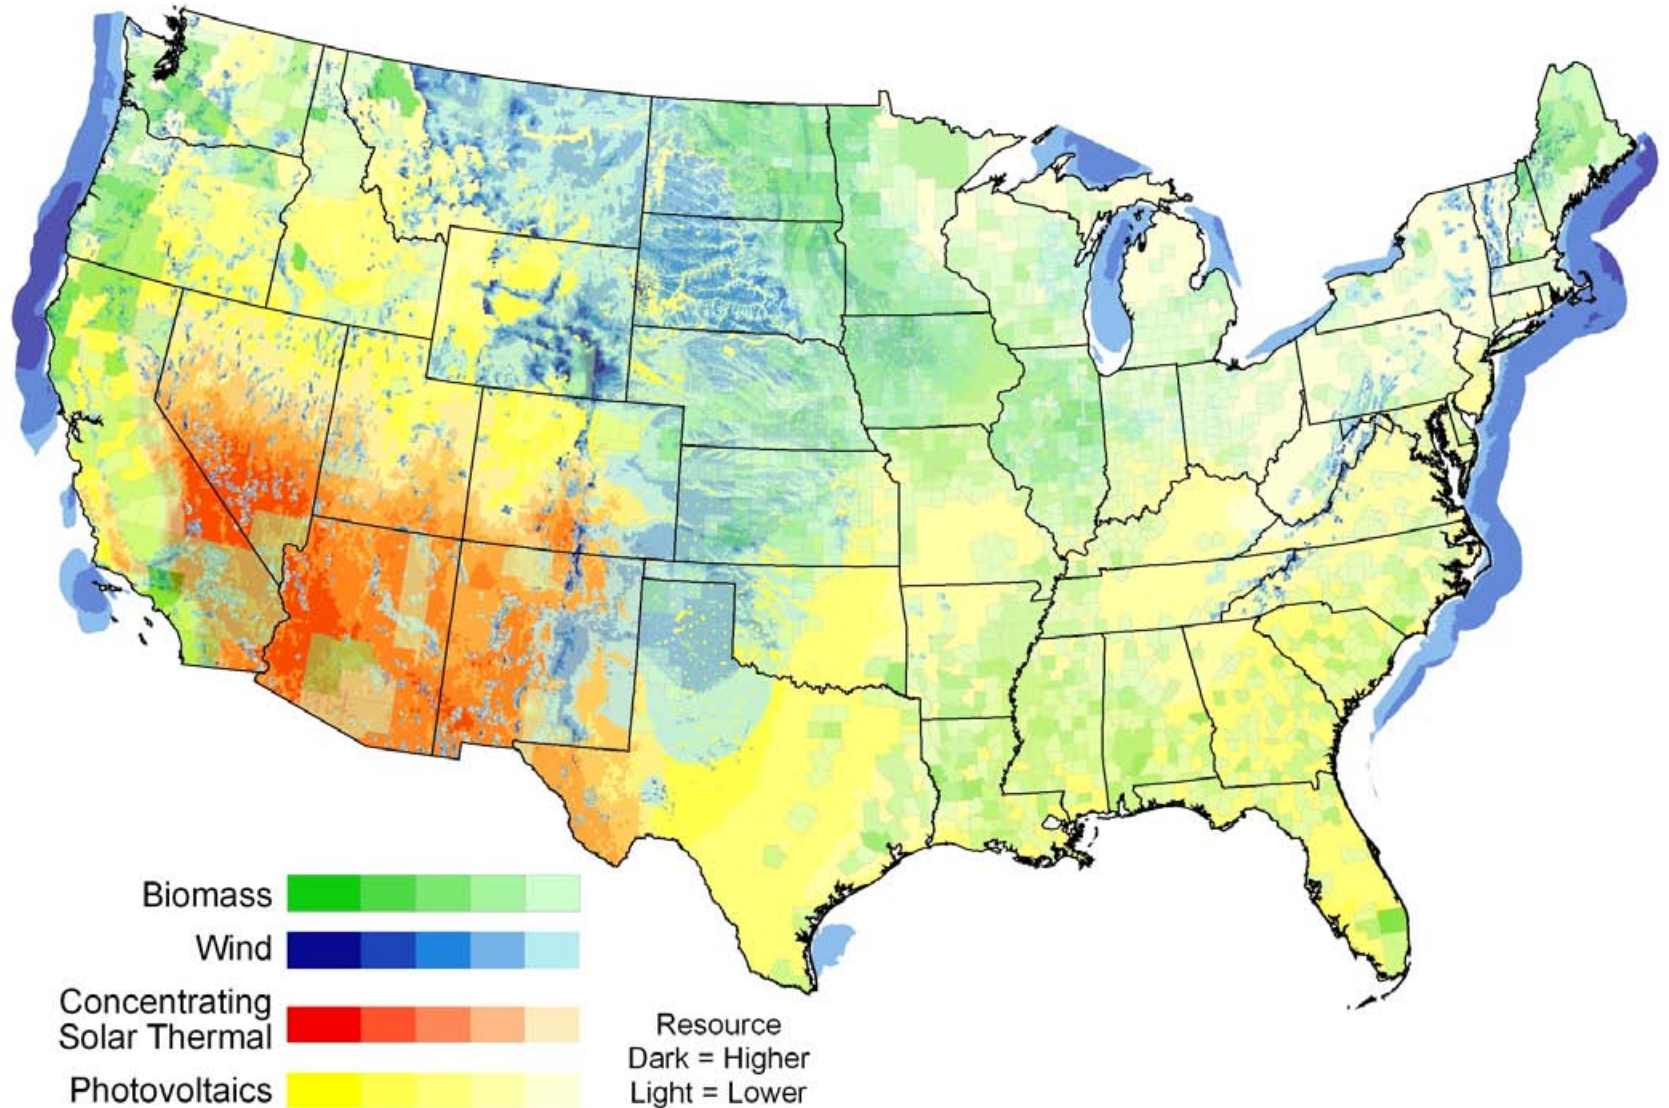 Biomass
Wind
Concentrating
Solar Thermal
Photovoltaics
Resource
Dark = Higher
Light = Lower